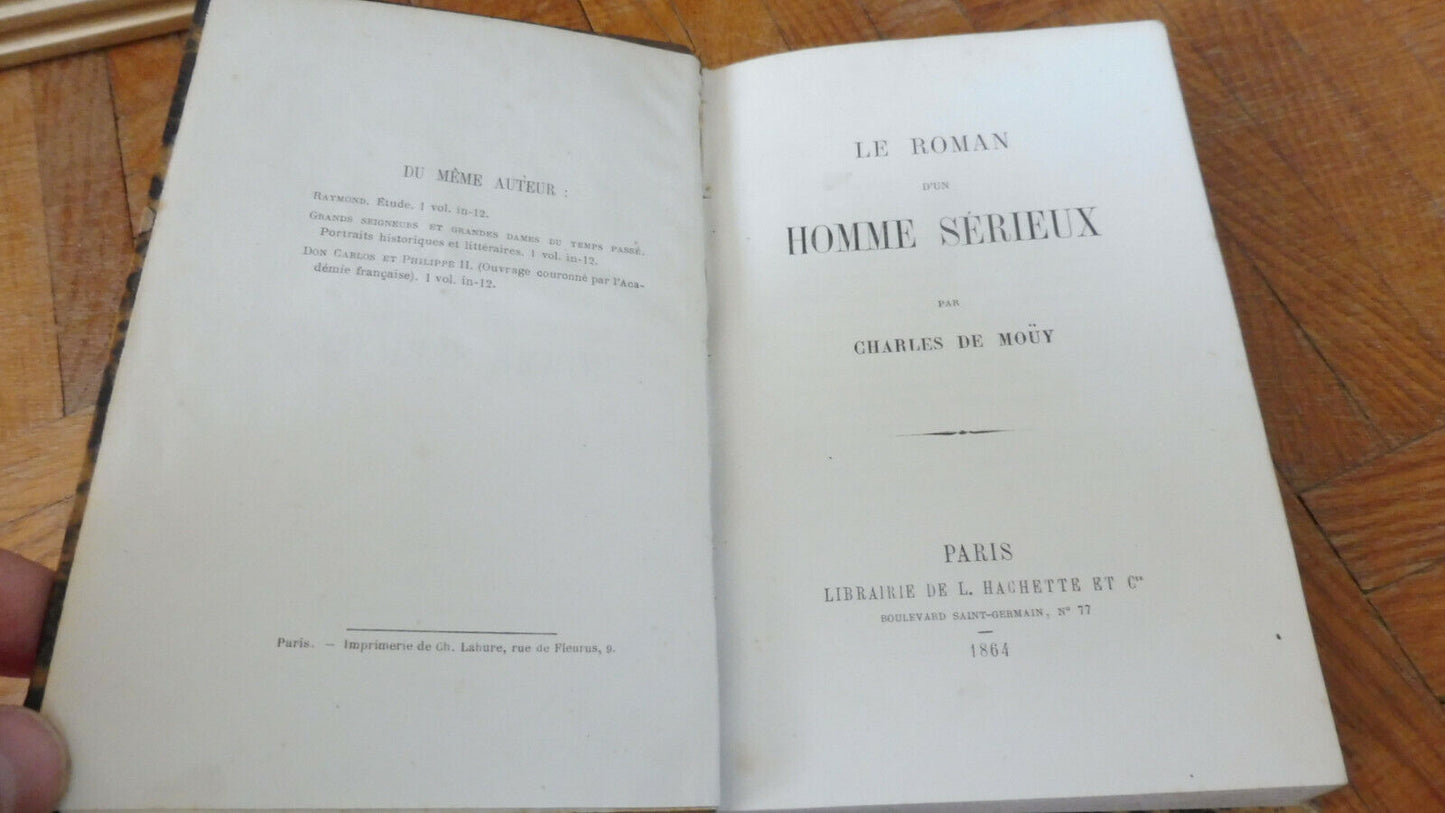 DU MÊME AUTEUR :
RAYMOND. Étude. 1 vol. in-12.
GRANDS SEIGNEURS ET GRANDES DAMES DU TEMPS PASSÉ.
Portraits historiques et littéraires. 1 vol. in-12.
DON CARLOS ET PHILIPPE II. (Ouvrage couronné par l'Aca-
démie française). 1 vol. in-12.
Paris. — Imprimerie de Ch. Lahure, rue de Fleurus, 9.
LE ROMAN
D'UN
HOMME SÉRIEUX
PAR
CHARLES DE MOÜY
PARIS
LIBRAIRIE DE L. HACHETTE ET Cie
BOULEVARD SAINT-GERMAIN, N° 77
1864